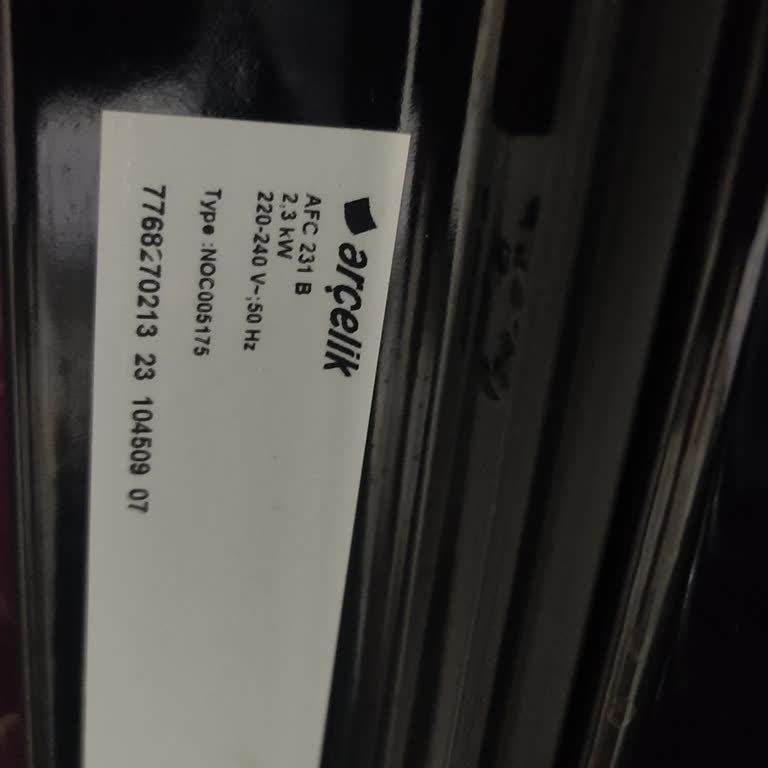 arçelik
AFC 231 B
2,3 kW
220-240 V~;50 Hz
Type :NOC005175
7768270213 23 104509 07